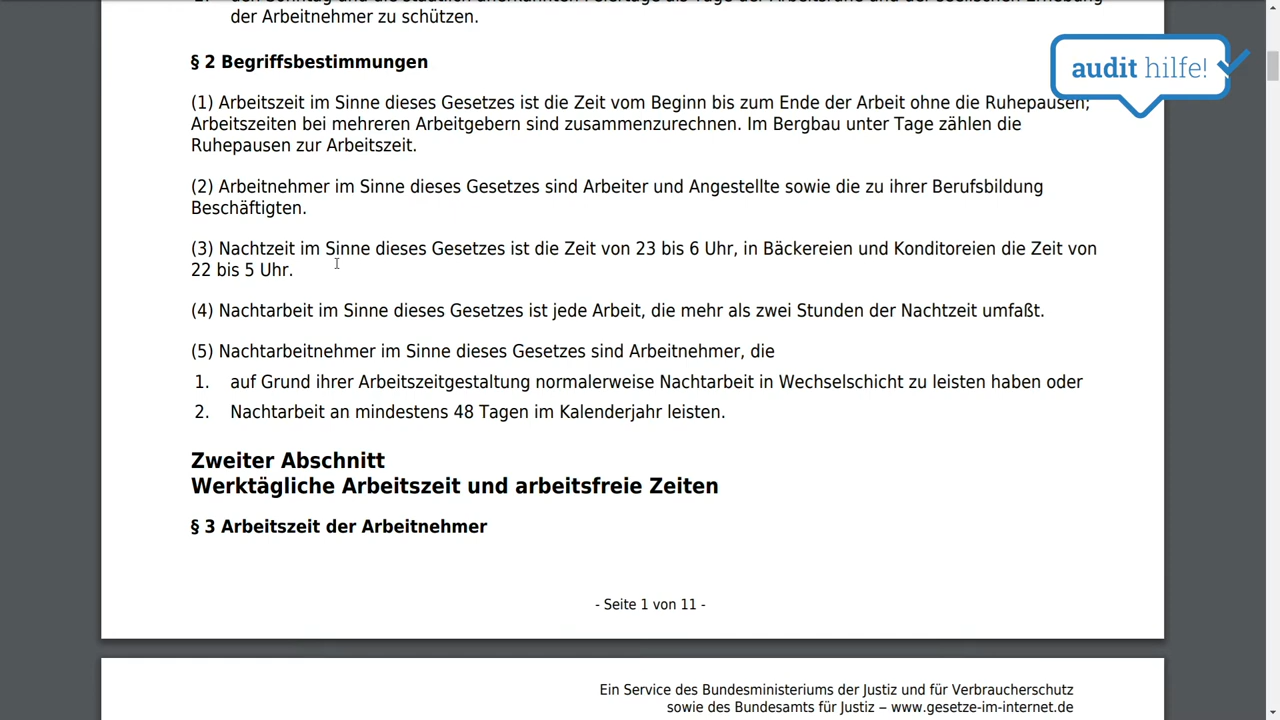 der Arbeitnehmer zu schützen.
§ 2 Begriffsbestimmungen
audit hilfe!
(1) Arbeitszeit im Sinne dieses Gesetzes ist die Zeit vom Beginn bis zum Ende der Arbeit ohne die Ruhepausen;
Arbeitszeiten bei mehreren Arbeitgebern sind zusammenzurechnen. Im Bergbau unter Tage zählen die
Ruhepausen zur Arbeitszeit.
(2) Arbeitnehmer im Sinne dieses Gesetzes sind Arbeiter und Angestellte sowie die zu ihrer Berufsbildung
Beschäftigten.
(3) Nachtzeit im Sinne dieses Gesetzes ist die Zeit von 23 bis 6 Uhr, in Bäckereien und Konditoreien die Zeit von
22 bis 5 Uhr.
(4) Nachtarbeit im Sinne dieses Gesetzes ist jede Arbeit, die mehr als zwei Stunden der Nachtzeit umfaßt.
(5) Nachtarbeitnehmer im Sinne dieses Gesetzes sind Arbeitnehmer, die
1. auf Grund ihrer Arbeitszeitgestaltung normalerweise Nachtarbeit in Wechselschicht zu leisten haben oder
2. Nachtarbeit an mindestens 48 Tagen im Kalenderjahr leisten.
Zweiter Abschnitt
Werktägliche Arbeitszeit und arbeitsfreie Zeiten
§ 3 Arbeitszeit der Arbeitnehmer
- Seite 1 von 11 -
Ein Service des Bundesministeriums der Justiz und für Verbraucherschutz
sowie des Bundesamts für Justiz ‒ www.gesetze-im-internet.de